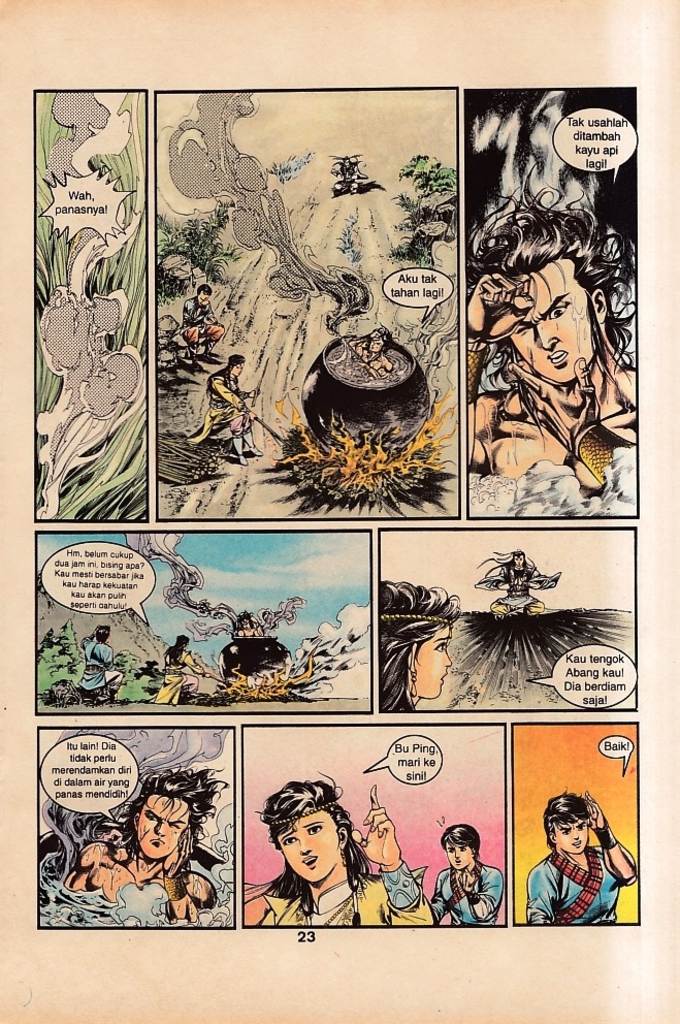 Wah,
panasnya!
Aku tak
tahan lagi!
Tak usahlah
ditambah
kayu api
lagi!
Hm, belum cukup
dua jam ini, bising apa?
Kau mesti bersabar jika
kau harap kekuatan
kau akan pulih
seperti dahulu!
Kau tengok
Abang kau!
Dia berdiam
saja!
Itu lain! Dia
tidak perlu
merendamkan diri
di dalam air yang
panas mendidih!
Bu Ping,
mari ke
sini!
Baik!
23